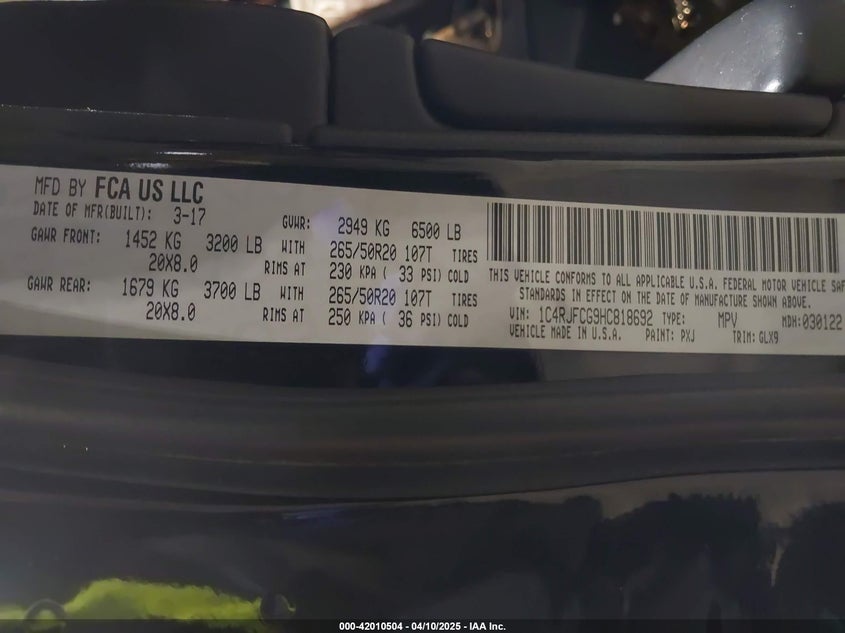 MFD BY FCA US LLC
DATE OF MFR(BUILT): 3-17
GVWR: 2949 KG 6500 LB
GAWR FRONT: 1452 KG 3200 LB WITH 265/50R20 107T TIRES
20X8.0 RIMS AT 230 KPA ( 33 PSI) COLD
GAWR REAR: 1679 KG 3700 LB WITH 265/50R20 107T TIRES
20X8.0 RIMS AT 250 KPA ( 36 PSI) COLD
THIS VEHICLE CONFORMS TO ALL APPLICABLE U.S.A. FEDERAL MOTOR VEHICLE SAF
STANDARDS IN EFFECT ON THE DATE OF MANUFACTURE SHOWN ABOVE.
VIN: 1C4RJFCG9HC818692 TYPE: MPV MDH:030122
VEHICLE MADE IN U.S.A. PAINT: PXJ TRIM: GLX9
000-42010504 - 04/10/2025 - IAA Inc.